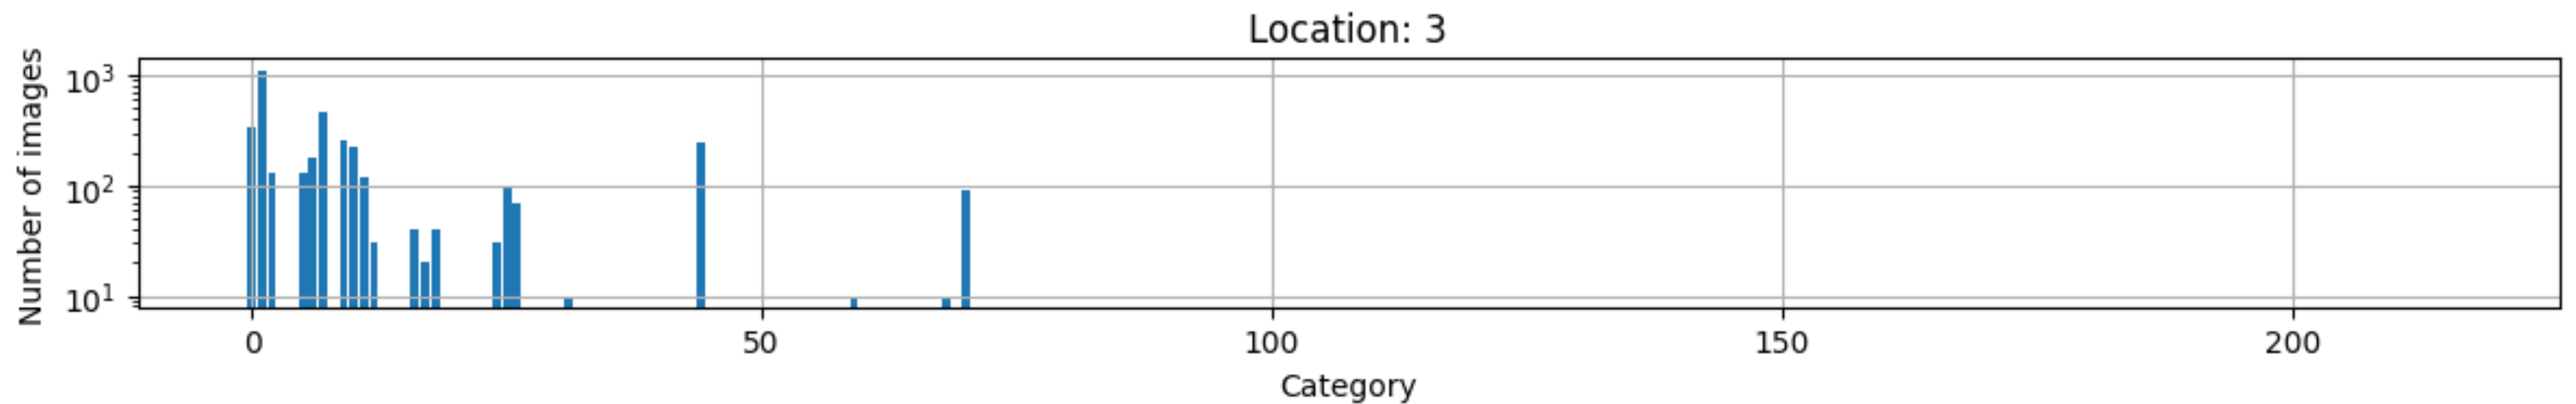 Location: 3
Number of images
10³
10²
10¹
0 50 100 150 200
Category